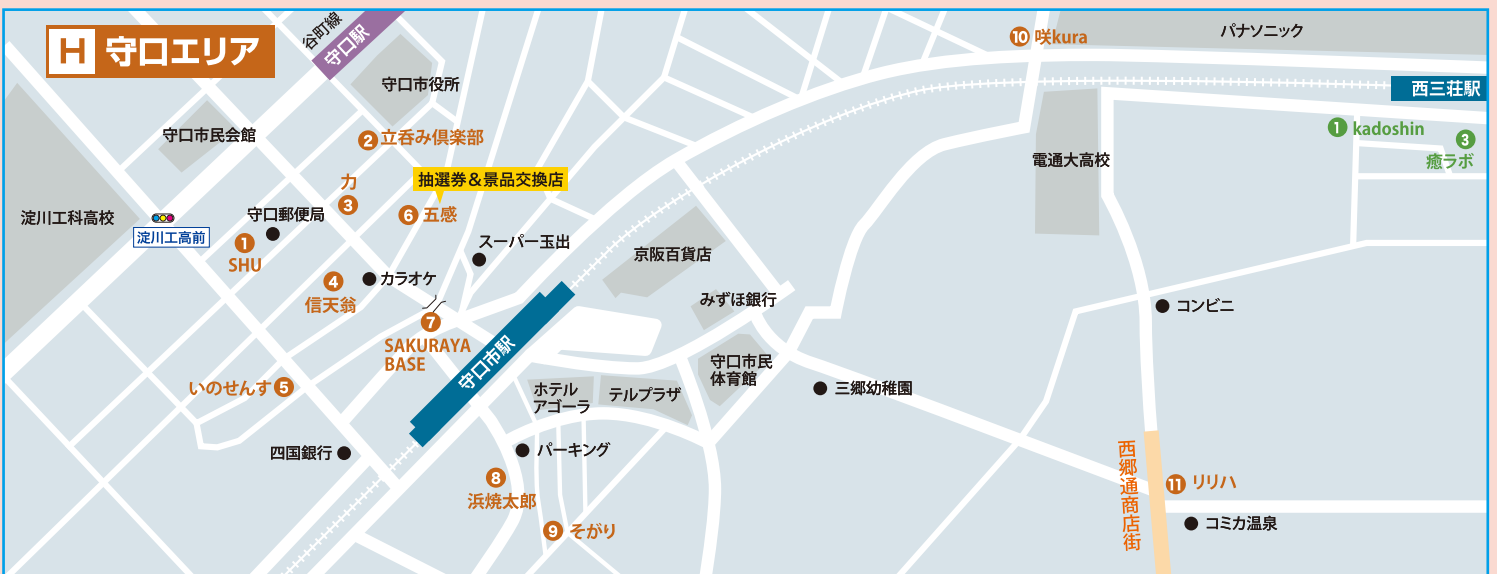 H 守口エリア
谷町線
守口駅
守口市役所
守口市民会館
2 立呑み倶楽部
抽選券&景品交換店
力
3
6 五感
淀川工科高校
淀川工高前
守口郵便局
1
SHU
スーパー玉出
4
信天翁
カラオケ
7
SAKURAYA
BASE
いのせんす 5
守口市駅
四国銀行
京阪百貨店
みずほ銀行
守口市民
体育館
ホテル
アゴーラ
テルプラザ
パーキング
8
浜焼太郎
9 そがり
三郷幼稚園
10 咲kura
パナソニック
西三荘駅
1 kadoshin
3
癒ラボ
電通大高校
コンビニ
西郷通商店街
11 リリハ
コミカ温泉